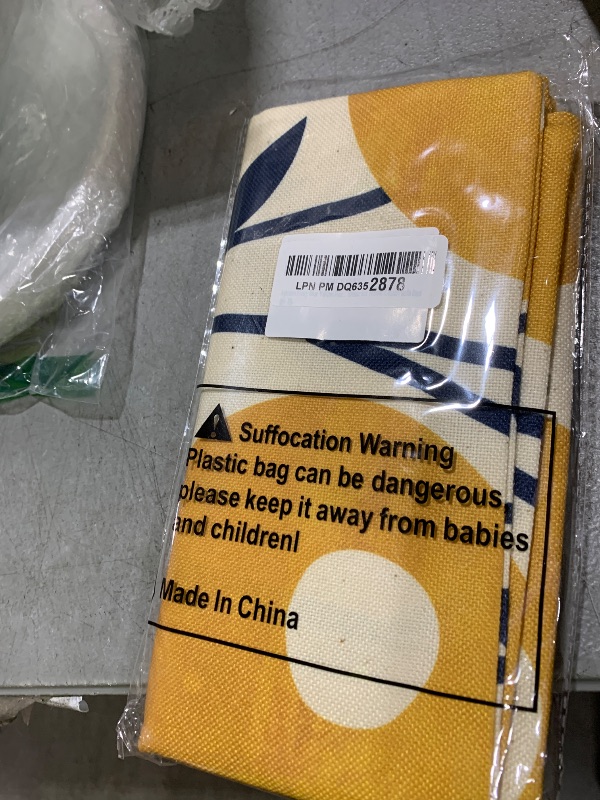 LPN PM DQ6352878
Suffocation Warning
Plastic bag can be dangerous,
please keep it away from babies
and childrenl
Made In China